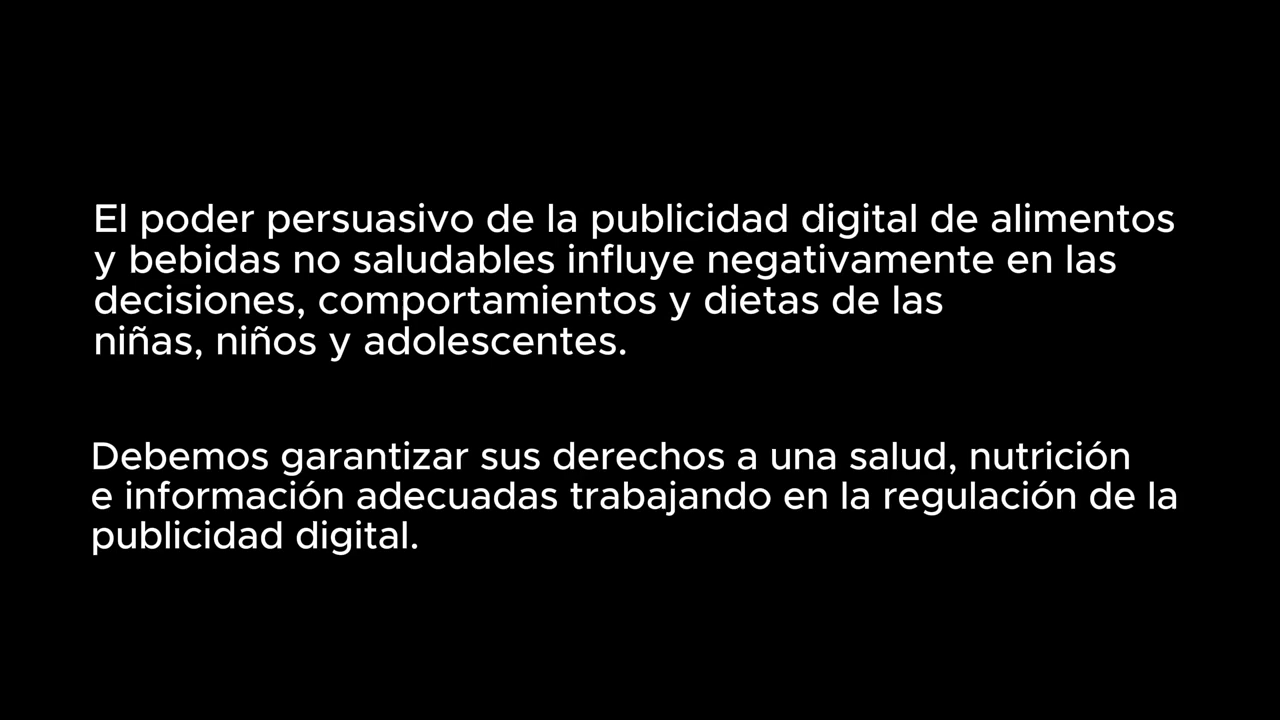 El poder persuasivo de la publicidad digital de alimentos
y bebidas no saludables influye negativamente en las
decisiones, comportamientos y dietas de las
niñas, niños y adolescentes.
Debemos garantizar sus derechos a una salud, nutrición
e información adecuadas trabajando en la regulación de la
publicidad digital.